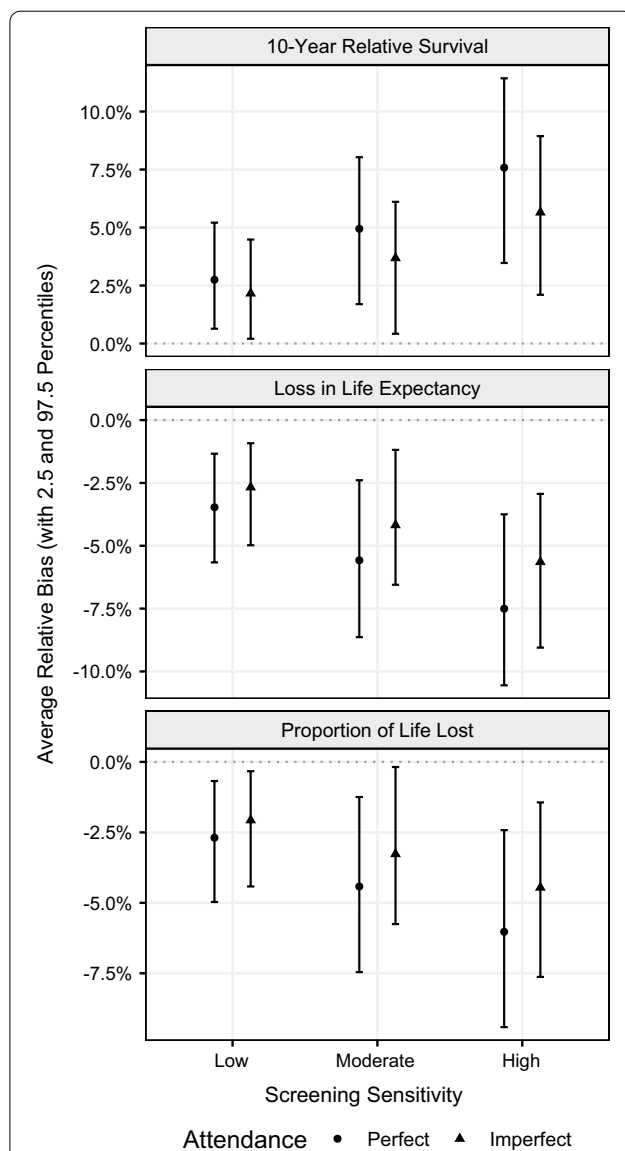 10-Year Relative Survival
10.0%
7.5%
5.0%
2.5%
0.0%
Loss in Life Expectancy
0.0%
-2.5%
-5.0%
-7.5%
-10.0%
Proportion of Life Lost
0.0%
-2.5%
-5.0%
-7.5%
Average Relative Bias (with 2.5 and 97.5 Percentiles)
Low Moderate High
Screening Sensitivity
Attendance Perfect Imperfect